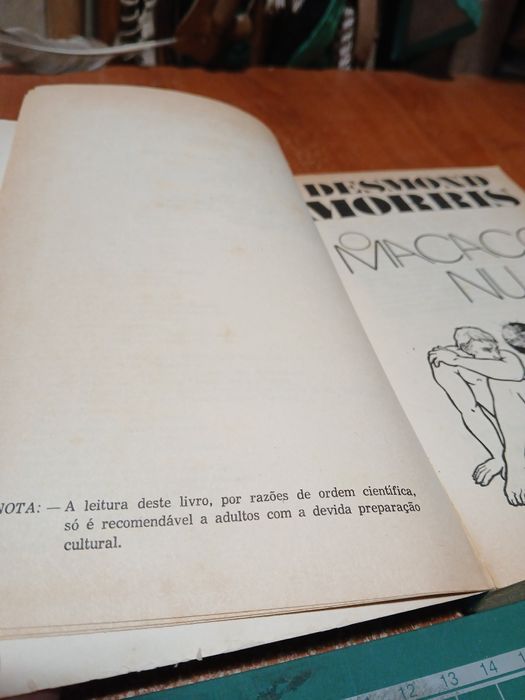 NOTA: — A leitura deste livro, por razões de ordem científica,
só é recomendável a adultos com a devida preparação
cultural.
DESMOND
MORRIS
O
MACACO
NU
12 13 14